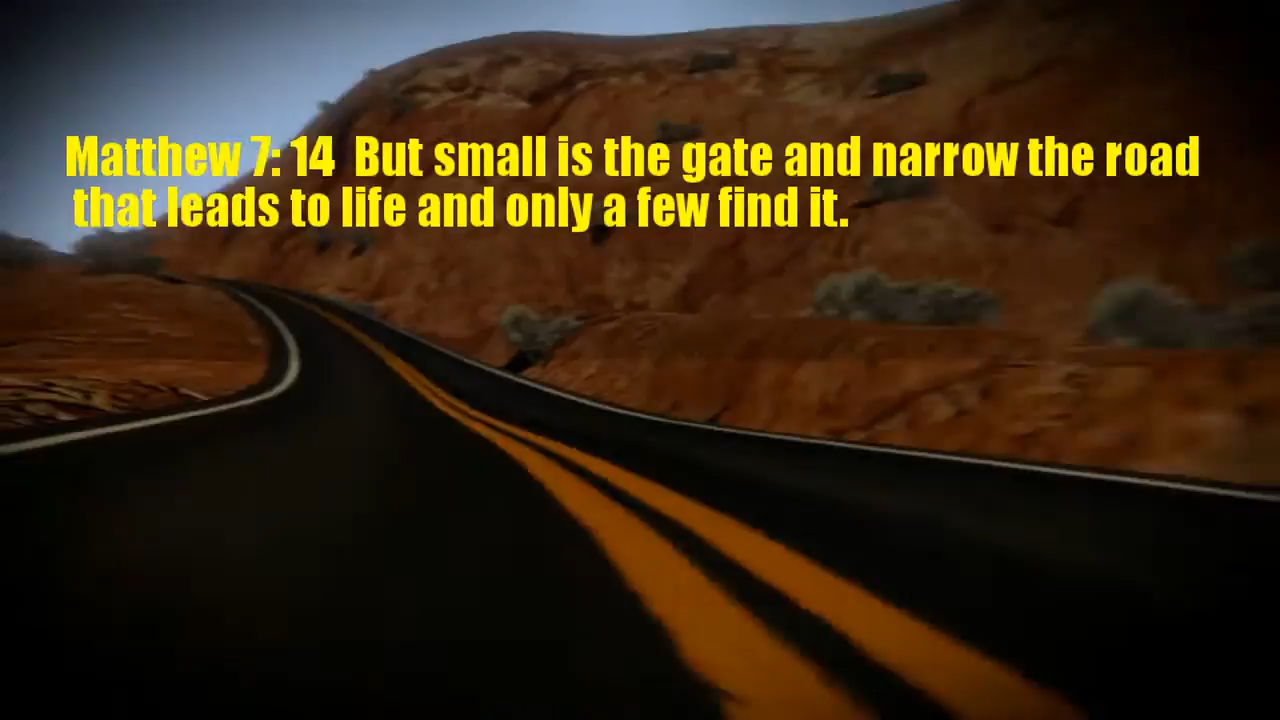 Matthew 7: 14  But small is the gate and narrow the road
that leads to life and only a few find it.